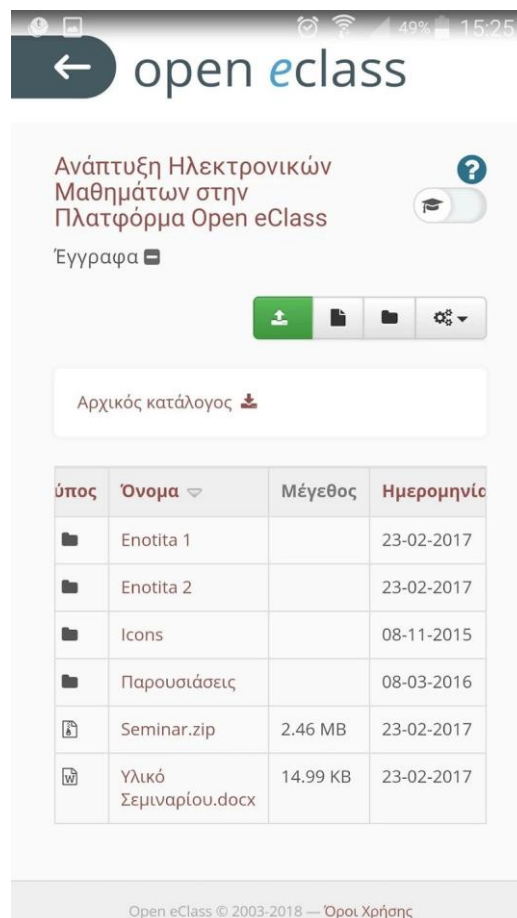 49% 15:25
open eclass
Ανάπτυξη Ηλεκτρονικών
Μαθημάτων στην
Πλατφόρμα Open eClass
Έγγραφα
Αρχικός κατάλογος
ύπος Όνομα Μέγεθος Ημερομηνία
Enotita 1 23-02-2017
Enotita 2 23-02-2017
Icons 08-11-2015
Παρουσιάσεις 08-03-2016
Seminar.zip 2.46 MB 23-02-2017
Υλικό
Σεμιναρίου.docx 14.99 KB 23-02-2017
Open eClass © 2003-2018 — Όροι Χρήσης